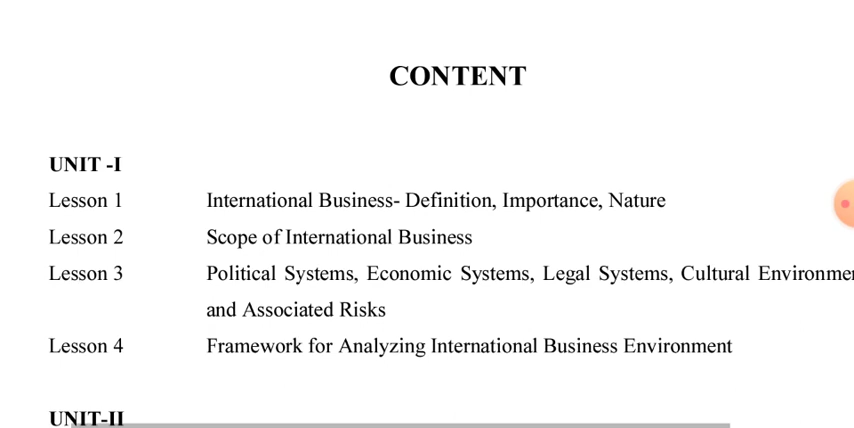 CONTENT
UNIT -I
Lesson 1 International Business- Definition, Importance, Nature
Lesson 2 Scope of International Business
Lesson 3 Political Systems, Economic Systems, Legal Systems, Cultural
and Associated Risks
Lesson 4 Framework for Analyzing International Business Environment
UNIT-II